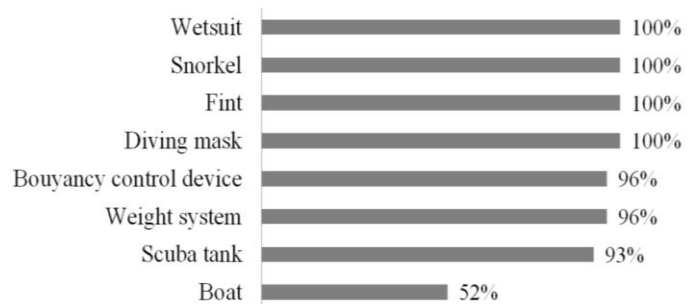 Wetsuit 100%
Snorkel 100%
Fint 100%
Diving mask 100%
Bouyancy control device 96%
Weight system 96%
Scuba tank 93%
Boat 52%